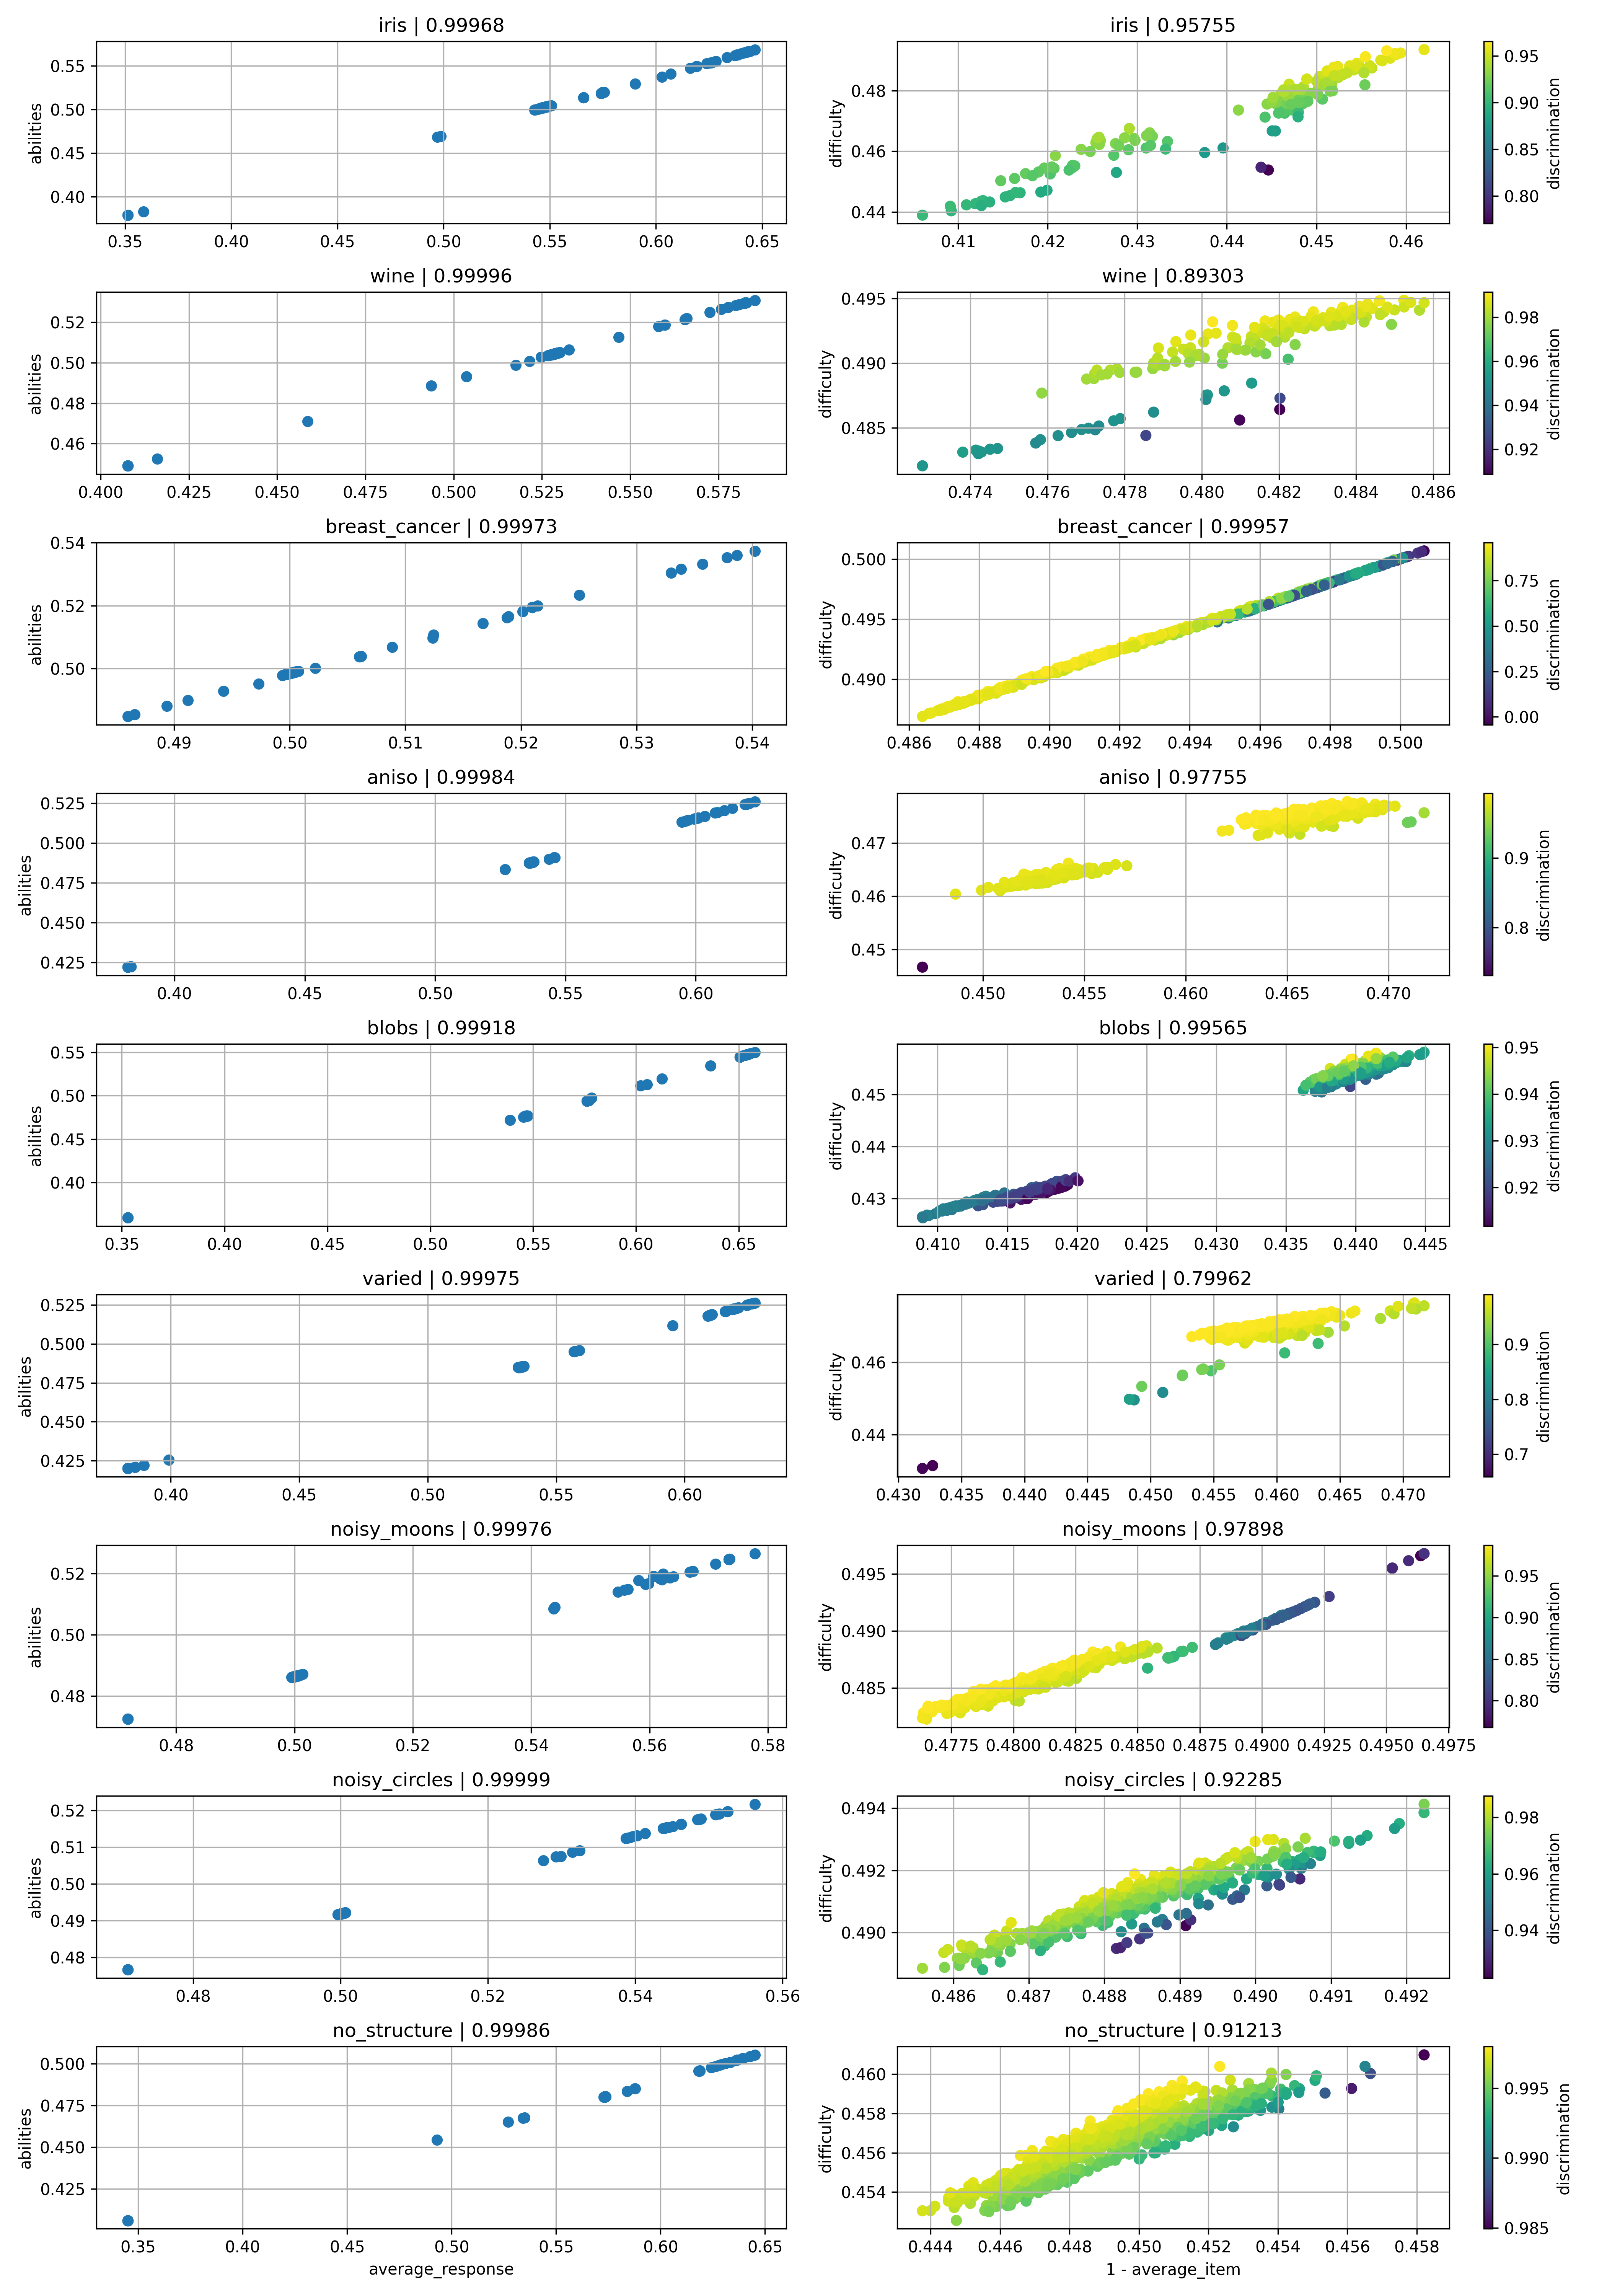 iris | 0.99968
abilities
0.55
0.50
0.45
0.40
0.35 0.40 0.45 0.50 0.55 0.60 0.65
iris | 0.95755
difficulty
0.48
0.46
0.44
0.41 0.42 0.43 0.44 0.45 0.46
0.95
0.90
0.85
0.80
discrimination
wine | 0.99996
abilities
0.52
0.50
0.48
0.46
0.400 0.425 0.450 0.475 0.500 0.525 0.550 0.575
wine | 0.89303
difficulty
0.495
0.490
0.485
0.474 0.476 0.478 0.480 0.482 0.484 0.486
0.98
0.96
0.94
0.92
discrimination
breast_cancer | 0.99973
abilities
0.54
0.52
0.50
0.49 0.50 0.51 0.52 0.53 0.54
breast_cancer | 0.99957
difficulty
0.500
0.495
0.490
0.486 0.488 0.490 0.492 0.494 0.496 0.498 0.500
0.75
0.50
0.25
0.00
discrimination
aniso | 0.99984
abilities
0.525
0.500
0.475
0.450
0.425
0.40 0.45 0.50 0.55 0.60
aniso | 0.97755
difficulty
0.47
0.46
0.45
0.450 0.455 0.460 0.465 0.470
0.9
0.8
discrimination
blobs | 0.99918
abilities
0.55
0.50
0.45
0.40
0.35 0.40 0.45 0.50 0.55 0.60 0.65
blobs | 0.99565
difficulty
0.45
0.44
0.43
0.410 0.415 0.420 0.425 0.430 0.435 0.440 0.445
0.95
0.94
0.93
0.92
discrimination
varied | 0.99975
abilities
0.525
0.500
0.475
0.450
0.425
0.40 0.45 0.50 0.55 0.60
varied | 0.79962
difficulty
0.46
0.44
0.430 0.435 0.440 0.445 0.450 0.455 0.460 0.465 0.470
0.9
0.8
0.7
discrimination
noisy_moons | 0.99976
abilities
0.52
0.50
0.48
0.48 0.50 0.52 0.54 0.56 0.58
noisy_moons | 0.97898
difficulty
0.495
0.490
0.485
0.4775 0.4800 0.4825 0.4850 0.4875 0.4900 0.4925 0.4950 0.4975
0.95
0.90
0.85
0.80
discrimination
noisy_circles | 0.99999
abilities
0.52
0.51
0.50
0.49
0.48
0.48 0.50 0.52 0.54 0.56
noisy_circles | 0.92285
difficulty
0.494
0.492
0.490
0.486 0.487 0.488 0.489 0.490 0.491 0.492
0.98
0.96
0.94
discrimination
no_structure | 0.99986
abilities
0.500
0.475
0.450
0.425
0.35 0.40 0.45 0.50 0.55 0.60 0.65
average_response
no_structure | 0.91213
difficulty
0.460
0.458
0.456
0.454
0.444 0.446 0.448 0.450 0.452 0.454 0.456 0.458
1 - average_item
0.995
0.990
0.985
discrimination